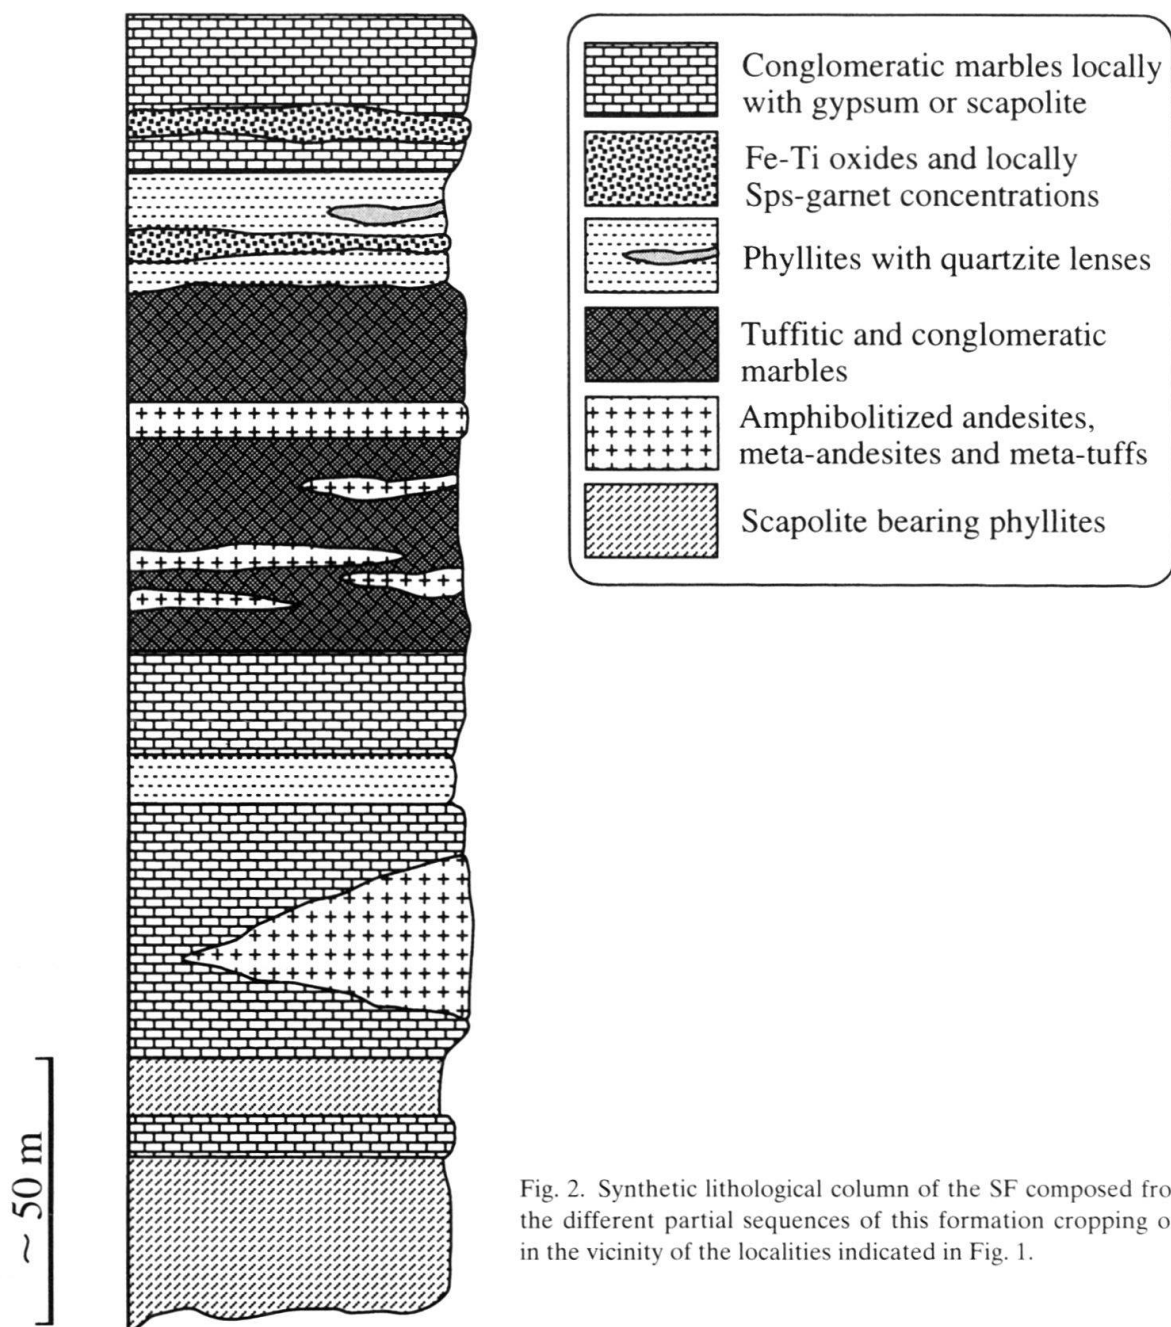 Conglomeratic marbles locally
with gypsum or scapolite
Fe-Ti oxides and locally
Sps-garnet concentrations
Phyllites with quartzite lenses
Tuffitic and conglomeratic
marbles
Amphibolitized andesites,
meta-andesites and meta-tuffs
Scapolite bearing phyllites
~ 50 m
Fig. 2. Synthetic lithological column of the SF composed fro
the different partial sequences of this formation cropping o
in the vicinity of the localities indicated in Fig. 1.